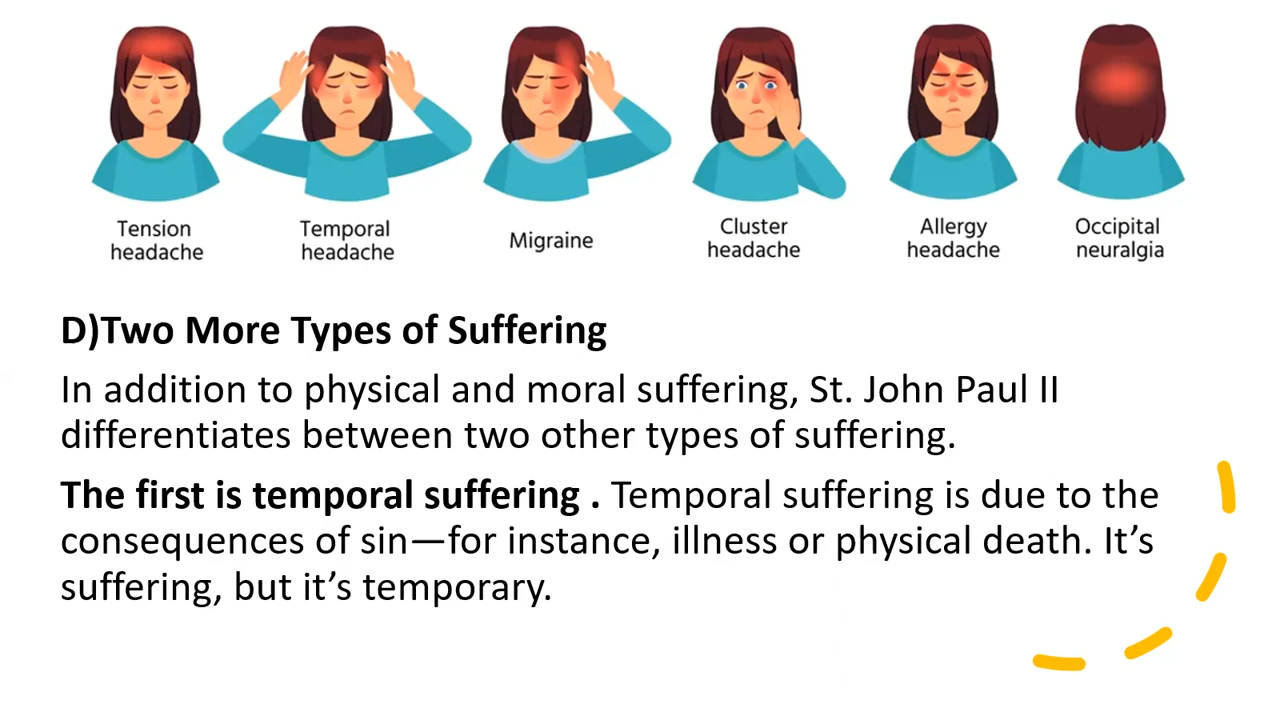 Tension
headache
Temporal
headache
Migraine
Cluster
headache
Allergy
headache
Occipital
neuralgia
D)Two More Types of Suffering
In addition to physical and moral suffering, St. John Paul II
differentiates between two other types of suffering.
The first is temporal suffering . Temporal suffering is due to the
consequences of sin—for instance, illness or physical death. It’s
suffering, but it’s temporary.